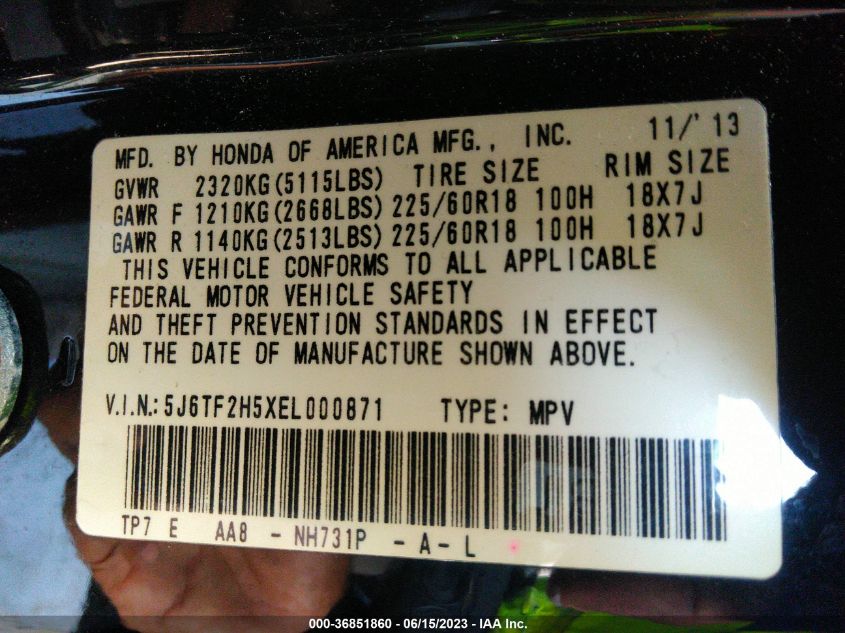 MFD. BY HONDA OF AMERICA MFG., INC. 11/'13
GVWR 2320KG(5115LBS) TIRE SIZE RIM SIZE
GAWR F 1210KG(2668LBS) 225/60R18 100H 18X7J
GAWR R 1140KG(2513LBS) 225/60R18 100H 18X7J
THIS VEHICLE CONFORMS TO ALL APPLICABLE
FEDERAL MOTOR VEHICLE SAFETY
AND THEFT PREVENTION STANDARDS IN EFFECT
ON THE DATE OF MANUFACTURE SHOWN ABOVE.
V.I.N.: 5J6TF2H5XEL000871 TYPE: MPV
TP7 E AA8 - NH731P - A - L
000-36851860 - 06/15/2023 - IAA Inc.